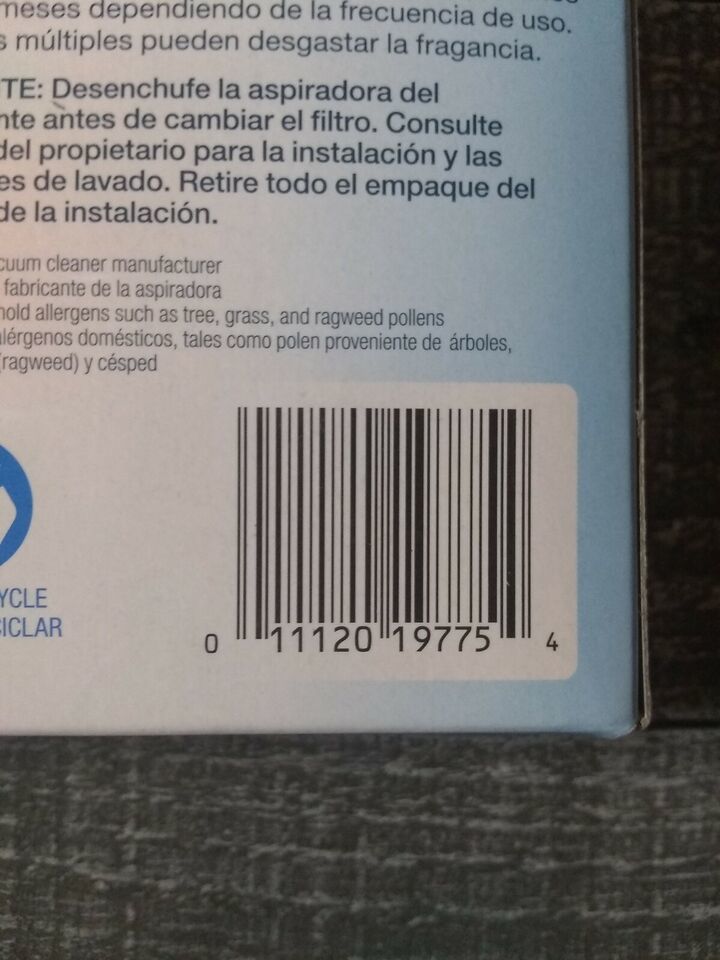 meses dependiendo de la frecuencia de uso.
s múltiples pueden desgastar la fragancia.
TE: Desenchufe la aspiradora del
nte antes de cambiar el filtro. Consulte
del propietario para la instalación y las
es de lavado. Retire todo el empaque del
de la instalación.
cuum cleaner manufacturer
fabricante de la aspiradora
hold allergens such as tree, grass, and ragweed pollens
alérgenos domésticos, tales como polen proveniente de árboles,
(ragweed) y césped
YCLE
CICLAR
0 11120 19775 4